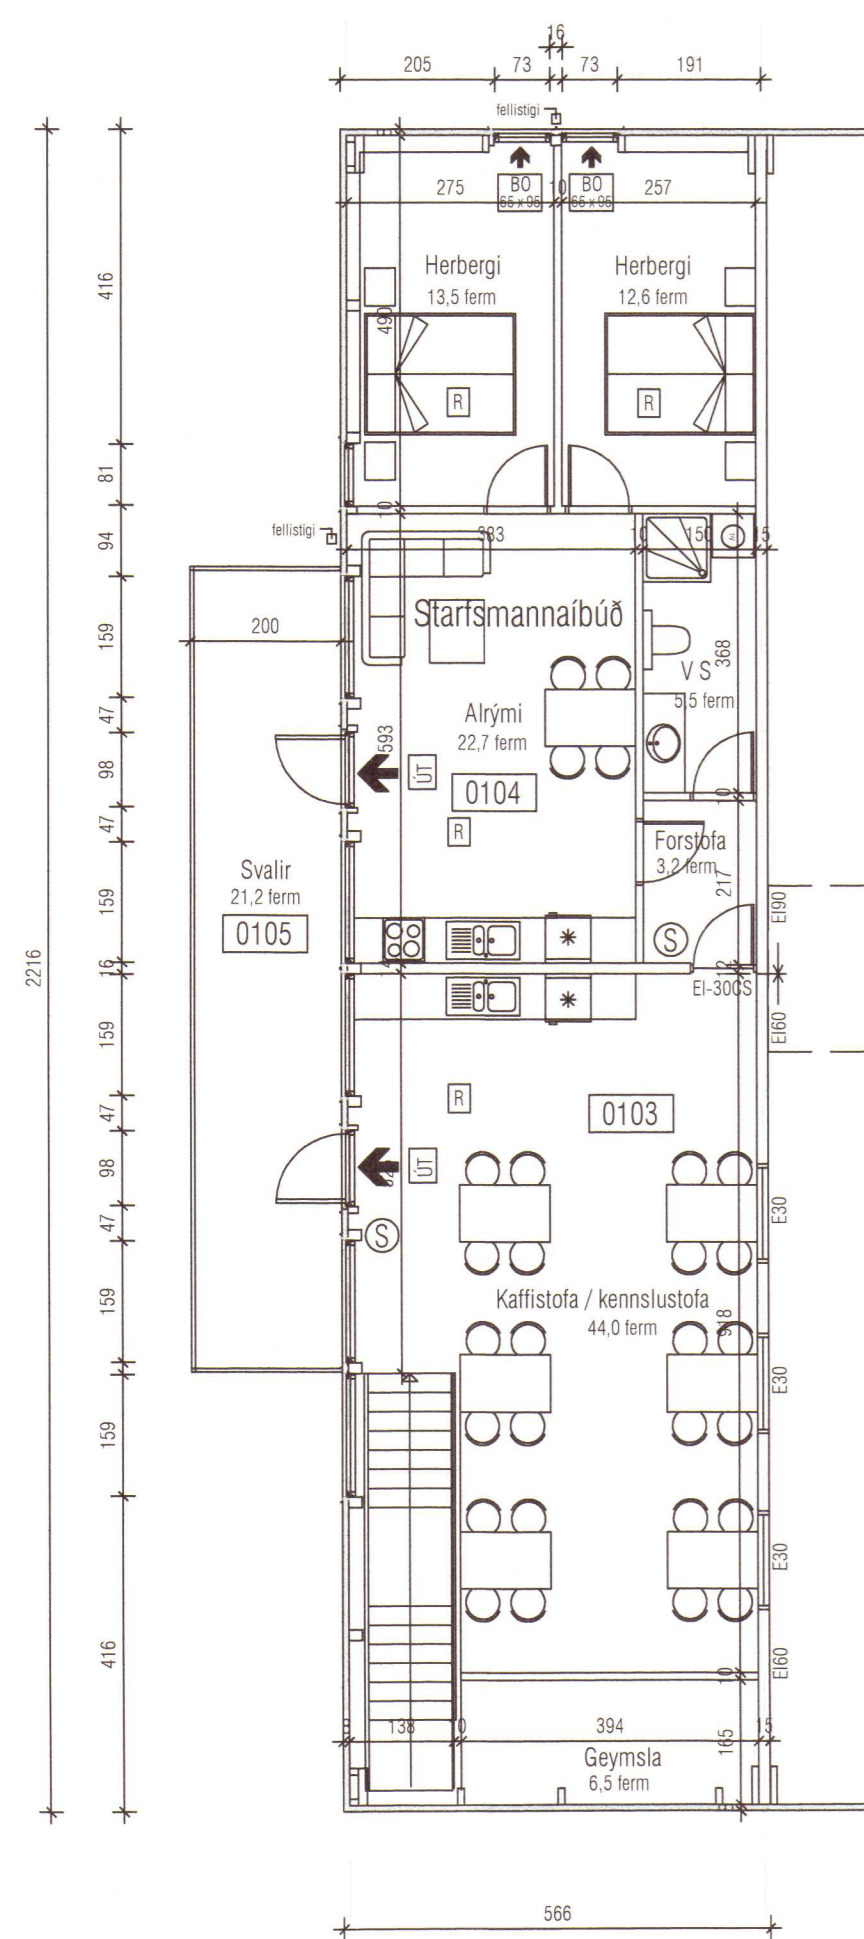 16
205 73 73 191
fellistigi
BO BO
65 x 95 65 x 95
275 10 257
Herbergi
13,5 ferm
Herbergi
12,6 ferm
416
490
R
R
81
10
94
fellistigi
383 10 150 15
M
Starfsmannaíbúð
159
200
368
V S
5,5 ferm
47
Alrými
22,7 ferm
593
98
ÚT
0104
10
47
R
Forstofa
3,2 ferm
217
Svalir
21,2 ferm
0105
159
EI90
S
2216
16
14
12
EI-30CS
EI60
159
R
0103
47
98
ÚT
47
S
E30
Kaffistofa / kennslustofa
44,0 ferm
159
918
E30
159
E30
416
EI60
10
138 10 394 15
165
Geymsla
6,5 ferm
566